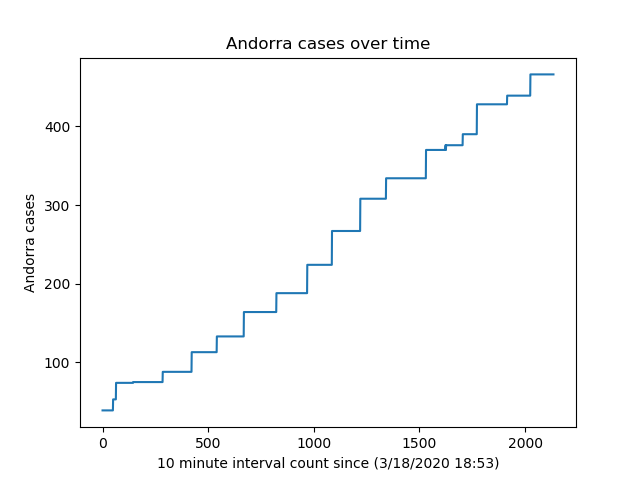 Andorra cases over time
Andorra cases
400
300
200
100
0 500 1000 1500 2000
10 minute interval count since (3/18/2020 18:53)